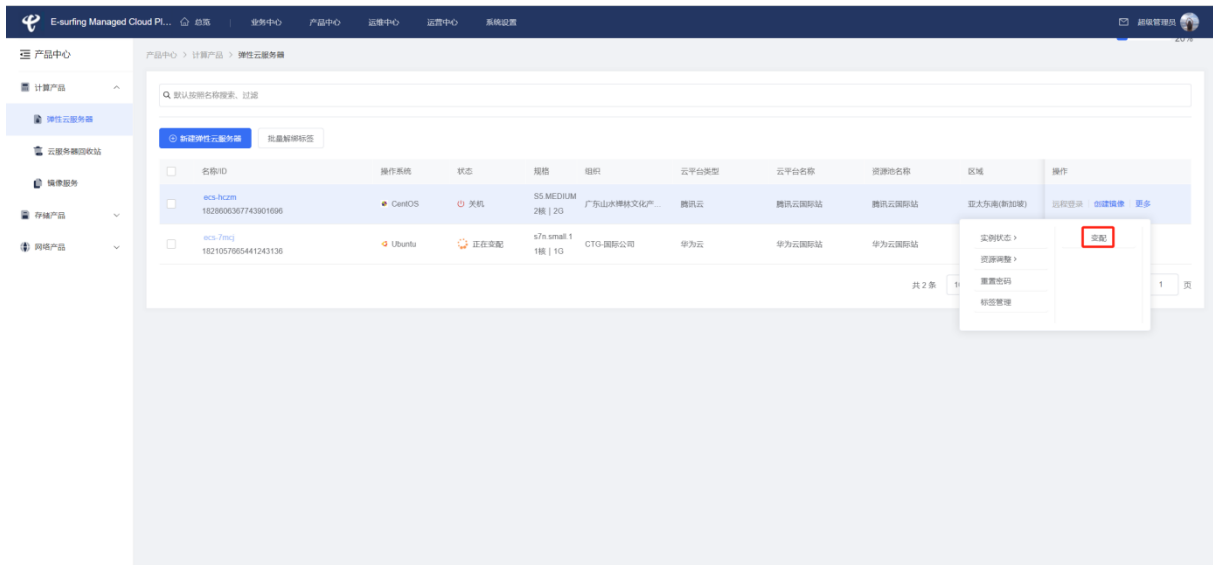 E-surfing Managed Cloud Pl... 总览 业务中心 产品中心 运维中心 运营中心 系统设置 超级管理员
20%
产品中心
产品中心 > 计算产品 > 弹性云服务器
计算产品
弹性云服务器
云服务器回收站
镜像服务
存储产品
网络产品
默认按照名称搜索、过滤
新建弹性云服务器 批量解绑标签
名称/ID 操作系统 状态 规格 组织 云平台类型 云平台名称 资源池名称 区域 操作
ecs-hczm CentOS 关机 S5.MEDIUM 广东山水禅林文化产... 腾讯云 腾讯云国际站 腾讯云国际站 亚太东南(新加坡) 远程登录 创建镜像 更多
1828606367743901696 2核 | 2G
ecs-7mcj Ubuntu 正在变配 s7n.small.1 CTG-国际公司 华为云 华为云国际站 华为云国际站
1821057665441243136 1核 | 1G
实例状态 > 变配
资源调整 >
重置密码
标签管理
共 2 条 1 页